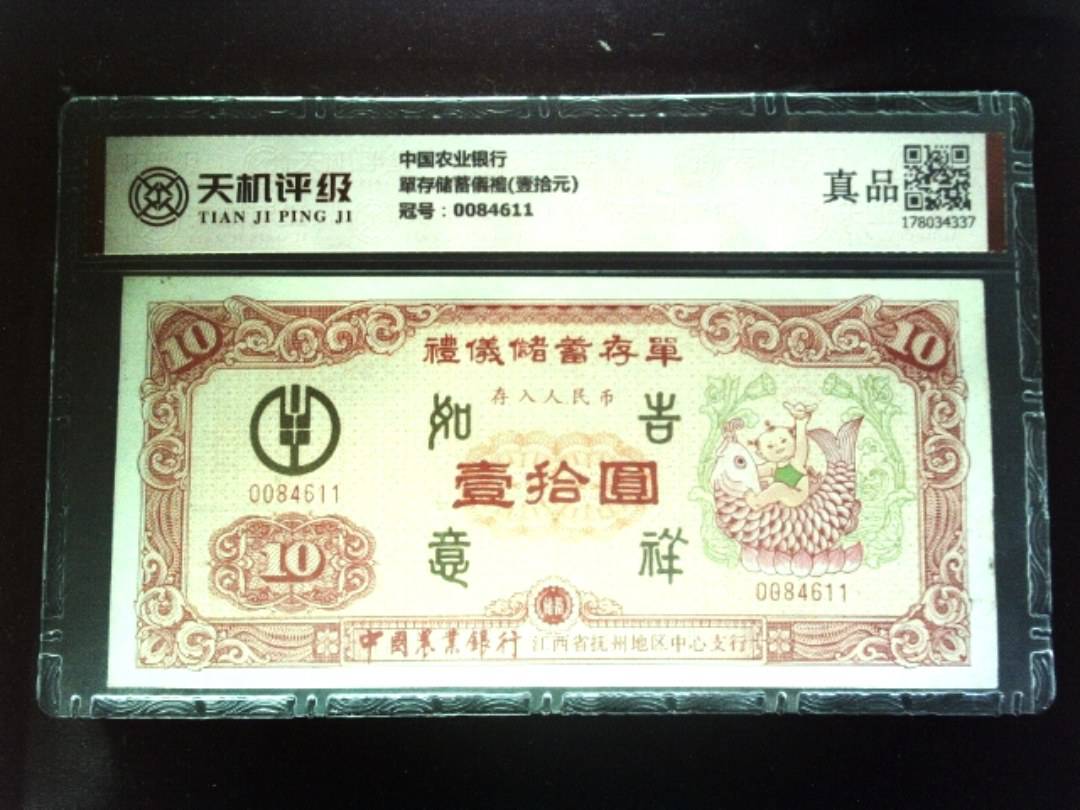 天机评级
TIAN JI PING JI
中国农业银行
單存储蓄儀禮(壹拾元)
冠号：0084611
真品
178034337
10
10
禮儀儲蓄存單
存入人民币
如
吉
壹拾圓
0084611
10
意
祥
0084611
中國農業銀行 江西省抚州地区中心支行